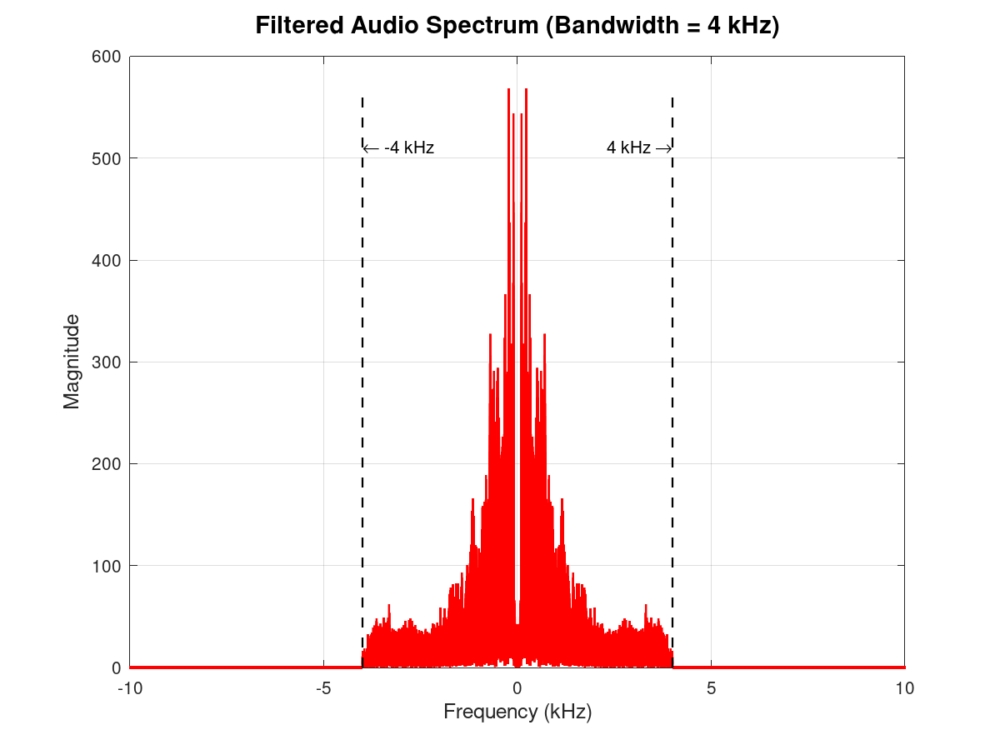 Filtered Audio Spectrum (Bandwidth = 4 kHz)
600
500
400
300
200
100
0
Magnitude
← -4 kHz
4 kHz →
-10
-5
0
5
10
Frequency (kHz)